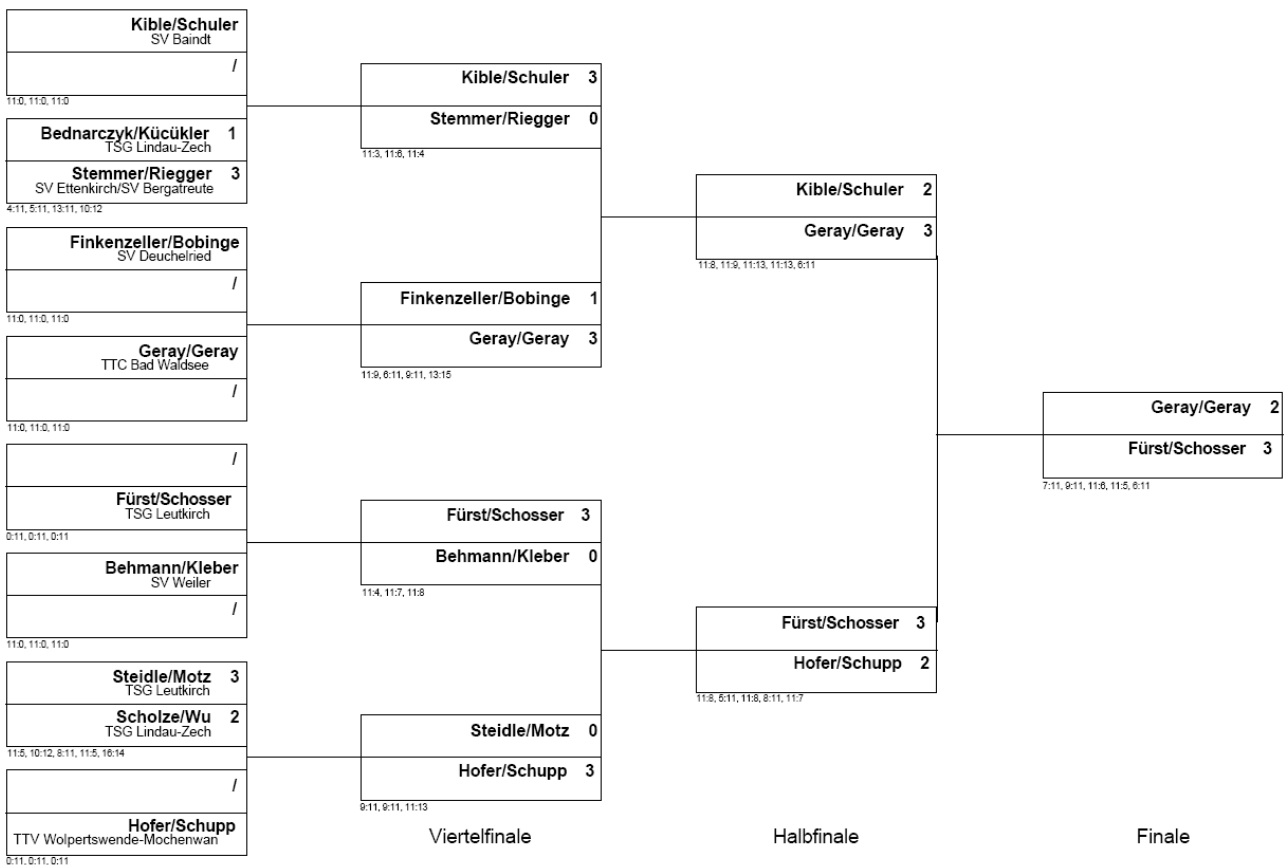 Kible/Schuler
SV Baindt
/
11:0, 11:0, 11:0
Bednarczyk/Kücükler 1
TSG Lindau-Zech
Stemmer/Riegger 3
SV Ettenkirch/SV Bergatreute
4:11, 5:11, 13:11, 10:12
Finkenzeller/Bobinge
SV Deuchelried
/
11:0, 11:0, 11:0
Geray/Geray
TTC Bad Waldsee
/
11:0, 11:0, 11:0
/
Fürst/Schosser
TSG Leutkirch
0:11, 0:11, 0:11
Behmann/Kleber
SV Weiler
/
11:0, 11:0, 11:0
Steidle/Motz 3
TSG Leutkirch
Scholze/Wu 2
TSG Lindau-Zech
11:5, 10:12, 8:11, 11:5, 16:14
/
Hofer/Schupp
TTV Wolpertswende-Mochenwan
0:11, 0:11, 0:11
Kible/Schuler 3
Stemmer/Riegger 0
11:3, 11:6, 11:4
Finkenzeller/Bobinge 1
Geray/Geray 3
11:9, 6:11, 9:11, 13:15
Fürst/Schosser 3
Behmann/Kleber 0
11:4, 11:7, 11:8
Steidle/Motz 0
Hofer/Schupp 3
9:11, 9:11, 11:13
Viertelfinale
Kible/Schuler 2
Geray/Geray 3
11:8, 11:9, 11:13, 11:13, 6:11
Fürst/Schosser 3
Hofer/Schupp 2
11:8, 5:11, 11:8, 8:11, 11:7
Halbfinale
Geray/Geray 2
Fürst/Schosser 3
7:11, 9:11, 11:6, 11:5, 6:11
Finale